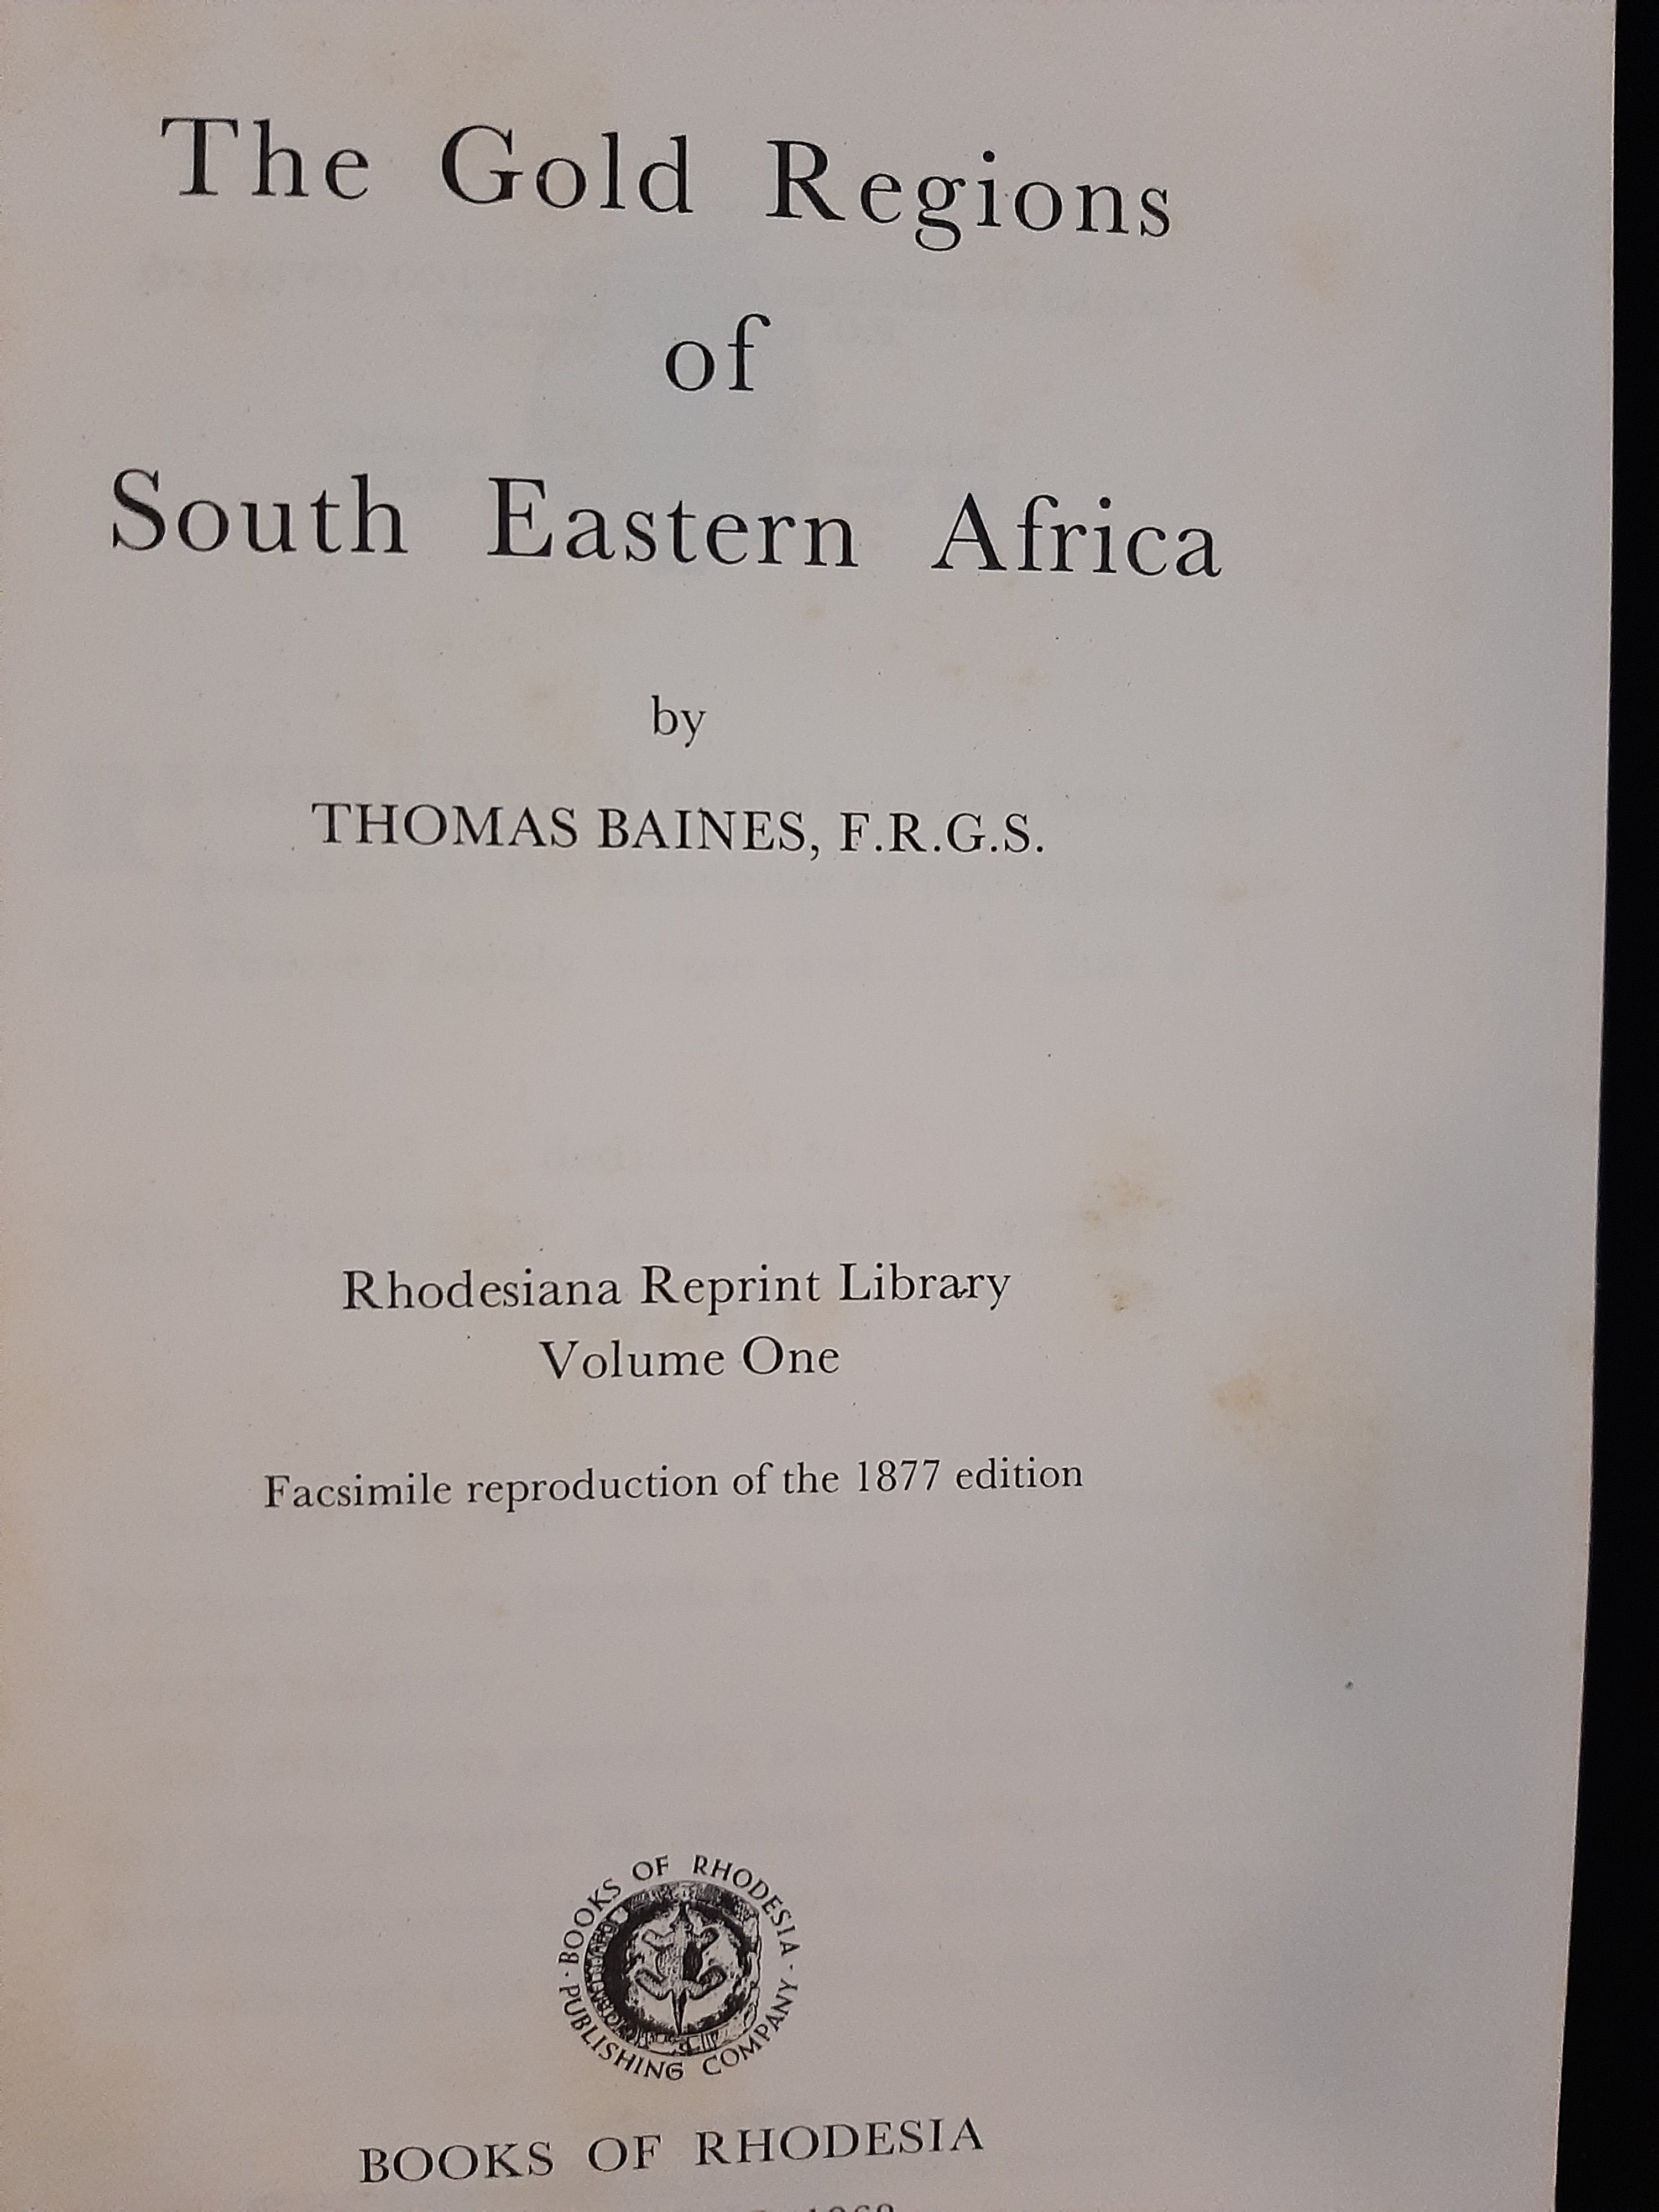 The Gold Regions
of
South Eastern Africa
by
THOMAS BAINES, F.R.G.S.
Rhodesiana Reprint Library
Volume One
Facsimile reproduction of the 1877 edition
· BOOKS OF RHODESIA · PUBLISHING COMPANY
BOOKS OF RHODESIA